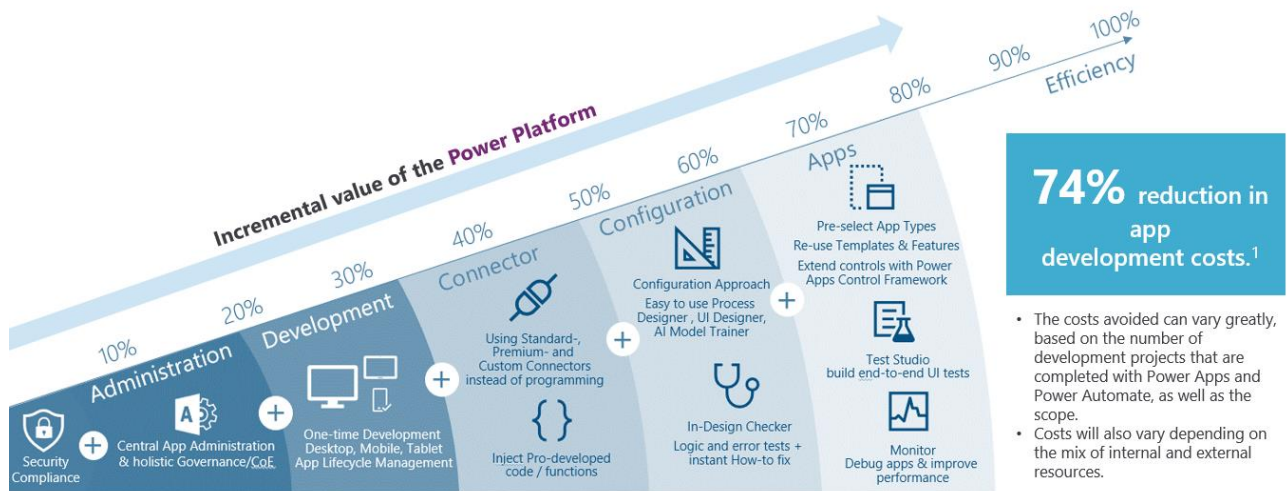 Incremental value of the Power Platform
10%
20%
30%
40%
50%
60%
70%
80%
90%
100%
Efficiency
Security
Compliance
+
Administration
Central App Administration
& holistic Governance/CoE
+
Development
One-time Development
Desktop, Mobile, Tablet
App Lifecycle Management
+
Connector
Using Standard-,
Premium- and
Custom Connectors
instead of programming
{ }
Inject Pro-developed
code / functions
+
Configuration
Configuration Approach
Easy to use Process
Designer , UI Designer,
AI Model Trainer
In-Design Checker
Logic and error tests +
instant How-to fix
+
Apps
Pre-select App Types
Re-use Templates & Features
Extend controls with Power
Apps Control Framework
Test Studio
build end-to-end UI tests
Monitor
Debug apps & improve
performance
74% reduction in
app
development costs.¹
• The costs avoided can vary greatly,
based on the number of
development projects that are
completed with Power Apps and
Power Automate, as well as the
scope.
• Costs will also vary depending on
the mix of internal and external
resources.
A